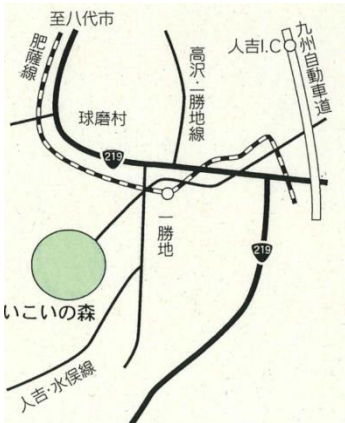 至八代市
肥薩線
球磨村
高沢・一勝地線
人吉I.C
九州自動車道
219
一勝地
219
いこいの森
人吉・水俣線